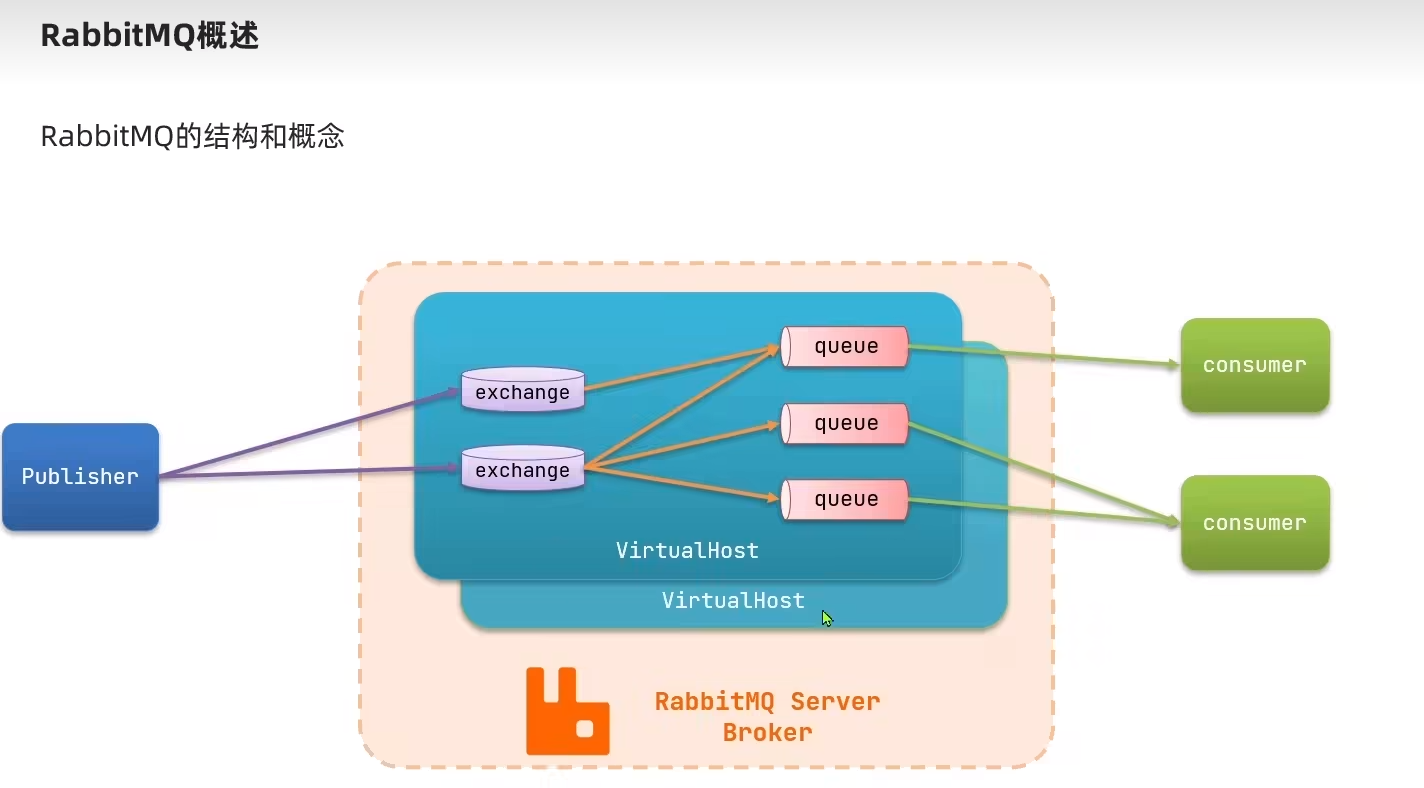 RabbitMQ概述
RabbitMQ的结构和概念
queue
consumer
exchange
queue
exchange
Publisher
queue
consumer
VirtualHost
VirtualHost
RabbitMQ Server
Broker